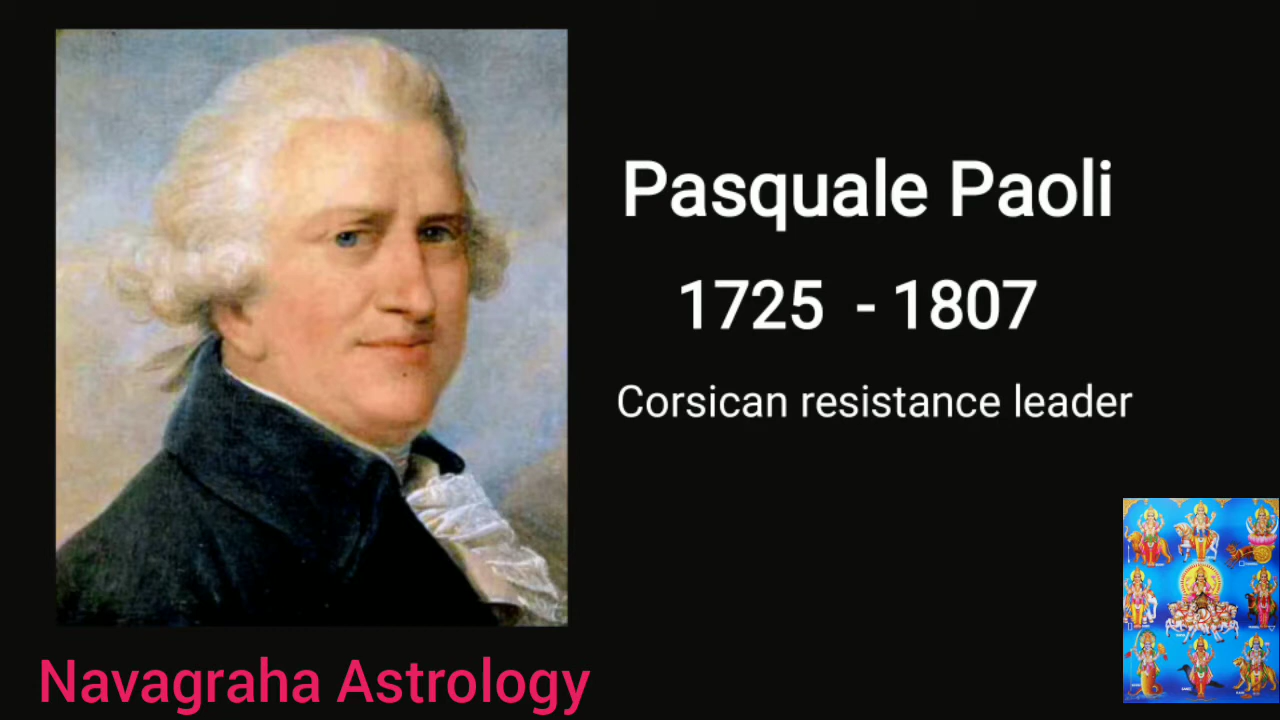 Pasquale Paoli
1725 - 1807
Corsican resistance leader
Navagraha Astrology